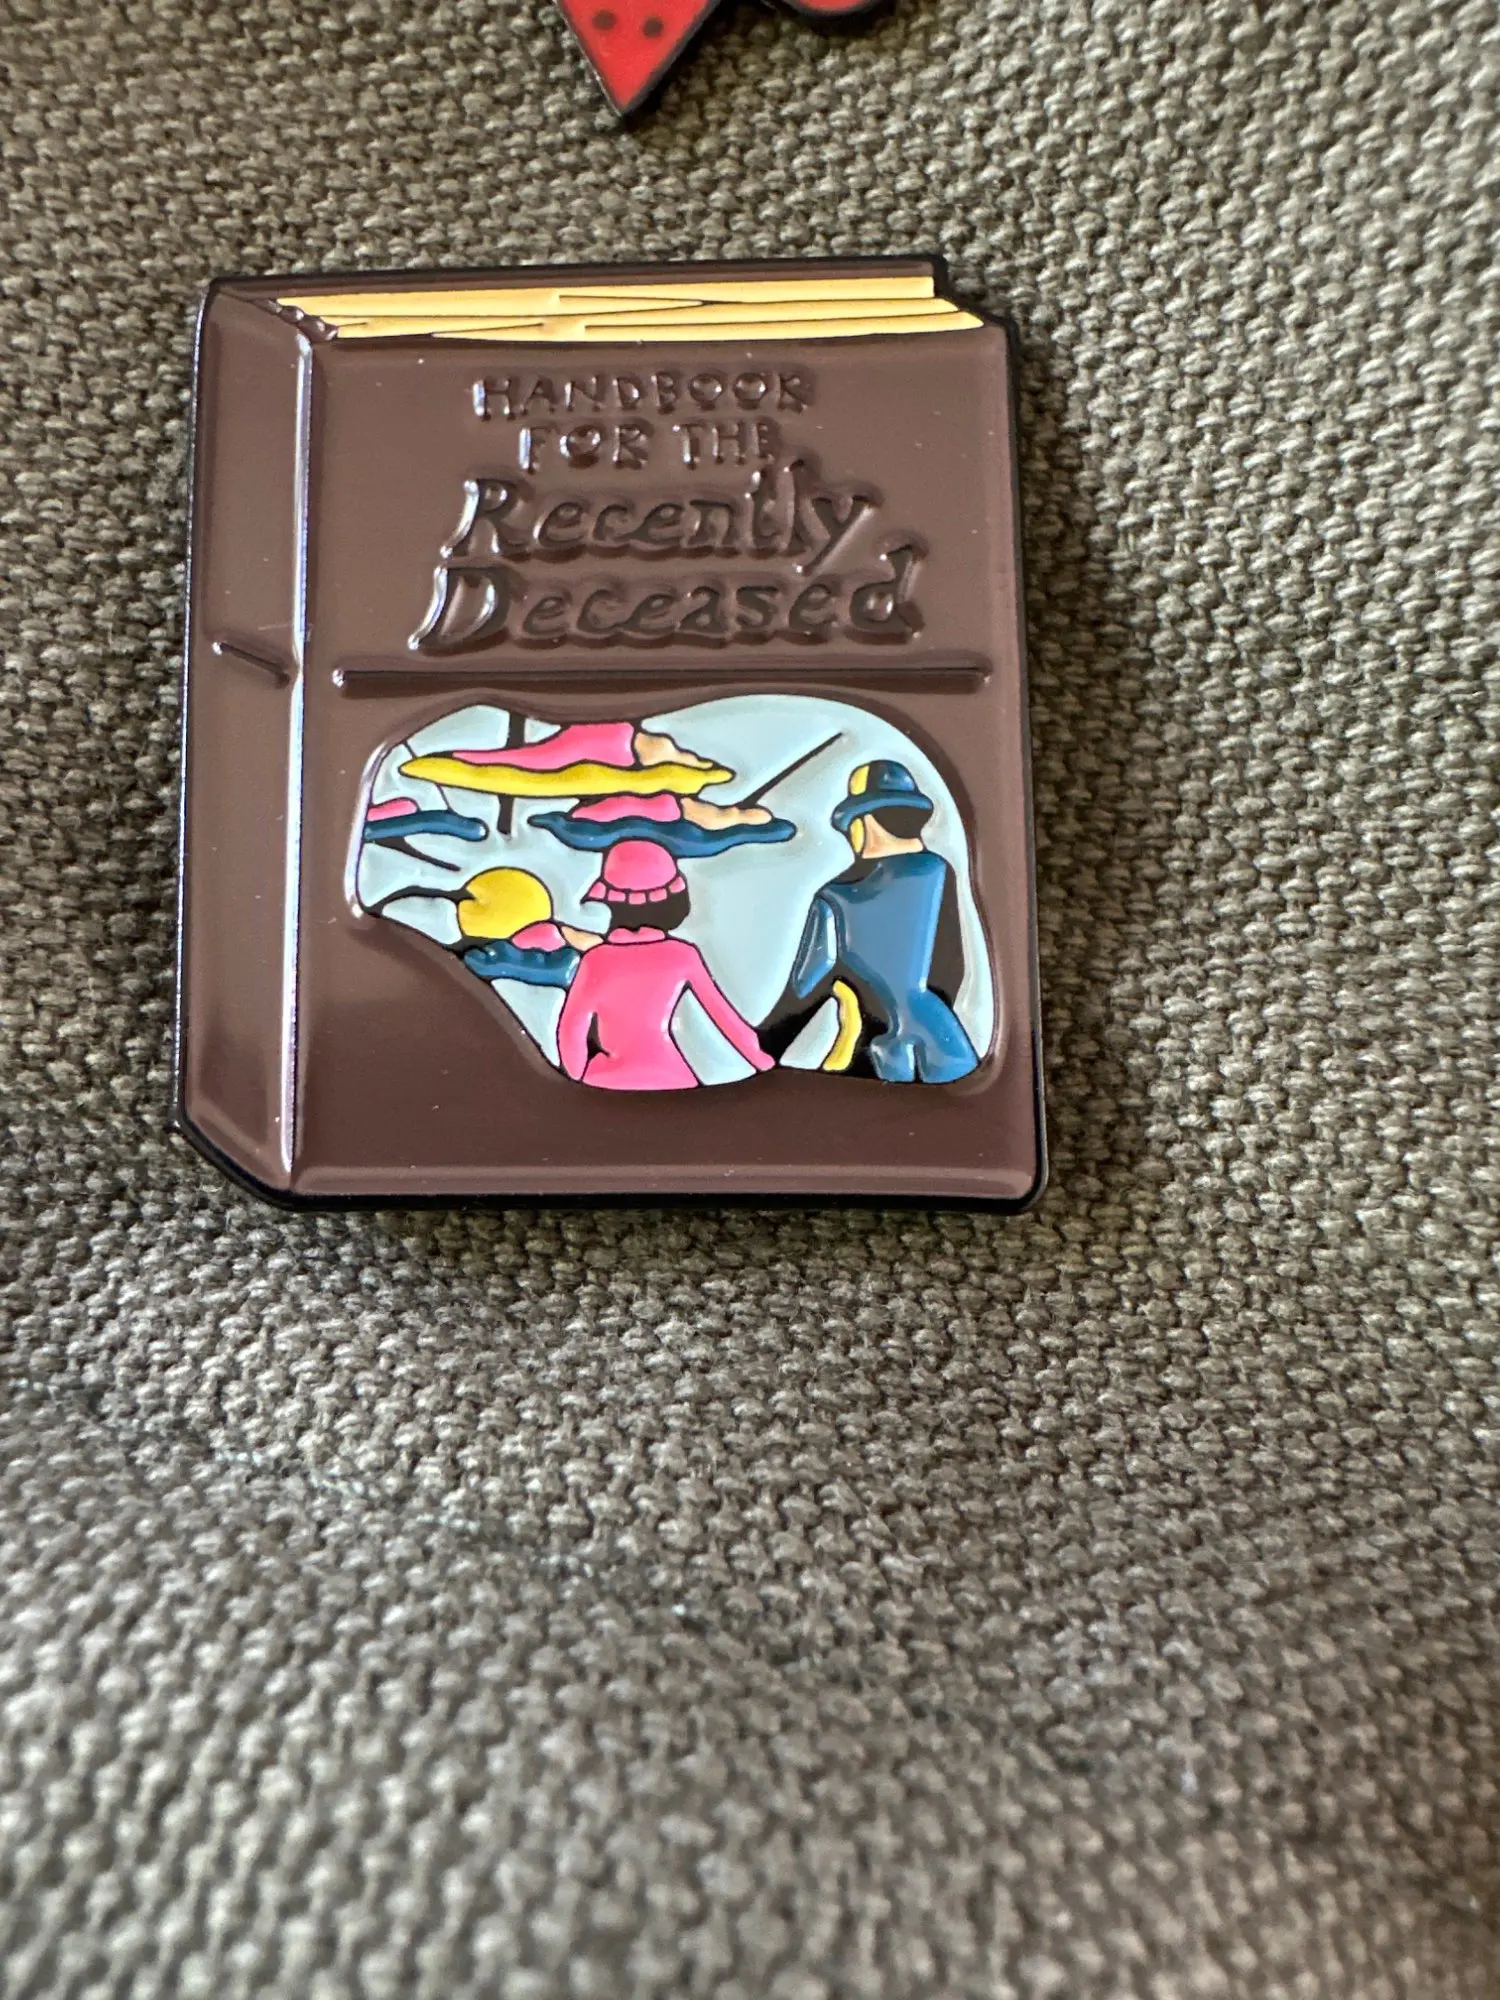 HANDBOOK
FOR THE
Recently
Deceased